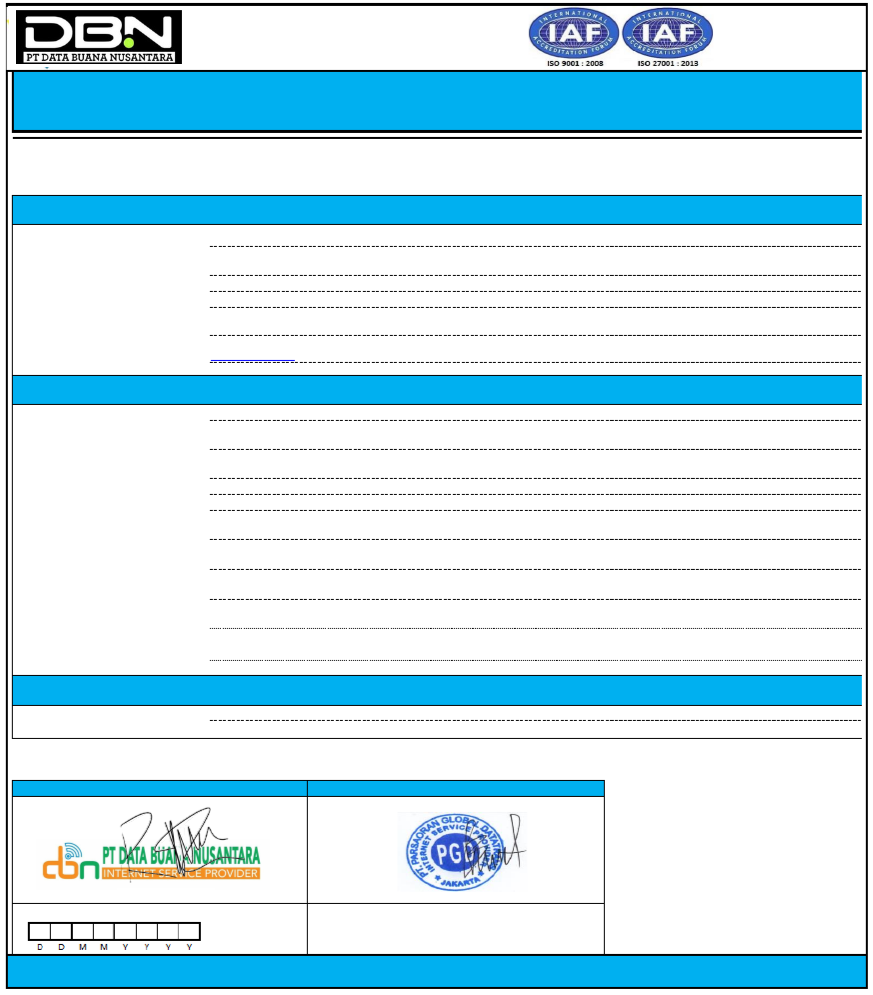 DBN
PT DATA BUANA NUSANTARA
INTERNATIONAL
IAF
ACCREDITATION FORUM
ISO 9001 : 2008
INTERNATIONAL
IAF
ACCREDITATION FORUM
ISO 27001 : 2013
dbn
PT DATA BUANA NUSANTARA
INTERNET SERVICE PROVIDER
PT. PARSAORAN GLOBAL DATATRANS
INTERNET SERVICE PROVIDER
PGD
JAKARTA
D D M M Y Y Y Y